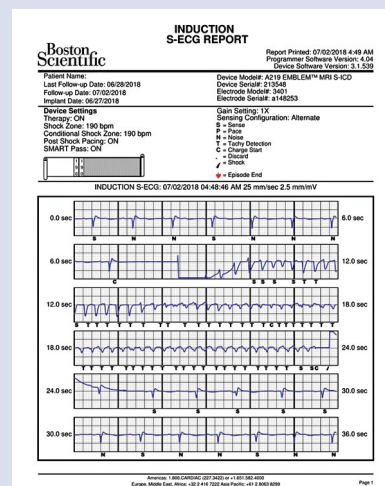 INDUCTION
S-ECG REPORT
Boston
Scientific
Report Printed: 07/02/2018 4:49 AM
Programmer Software Version: 4.04
Device Software Version: 3.1.539
Patient Name:
Last Follow-up Date: 06/28/2018
Follow-up Date: 07/02/2018
Implant Date: 06/27/2018
Device Model#: A219 EMBLEM™ MRI S-ICD
Device Serial#: 213548
Electrode Model#: 3401
Electrode Serial#: a148253
Device Settings
Therapy: ON
Shock Zone: 190 bpm
Conditional Shock Zone: 190 bpm
Post Shock Pacing: ON
SMART Pass: ON
Gain Setting: 1X
Sensing Configuration: Alternate
S = Sense
P = Pace
N = Noise
T = Tachy Detection
C = Charge Start
. = Discard
= Shock
= Episode End
INDUCTION S-ECG: 07/02/2018 04:48:46 AM 25 mm/sec 2.5 mm/mV
0.0 sec 6.0 sec
S N N S N N
6.0 sec 12.0 sec
C S S S S T T
12.0 sec 18.0 sec
S T T T T T T T T T T T T T T C T T T T T T
18.0 sec 24.0 sec
T T T T T T T T T T T T T T T T S S C
24.0 sec 30.0 sec
S S S S
30.0 sec 36.0 sec
N S N S N N
Americas: 1.800.CARDIAC (227.3422) or +1.651.582.4000
Europe, Middle East, Africa: +32 2 416 7222 Asia Pacific: +61 2 8063 8299
Page 1